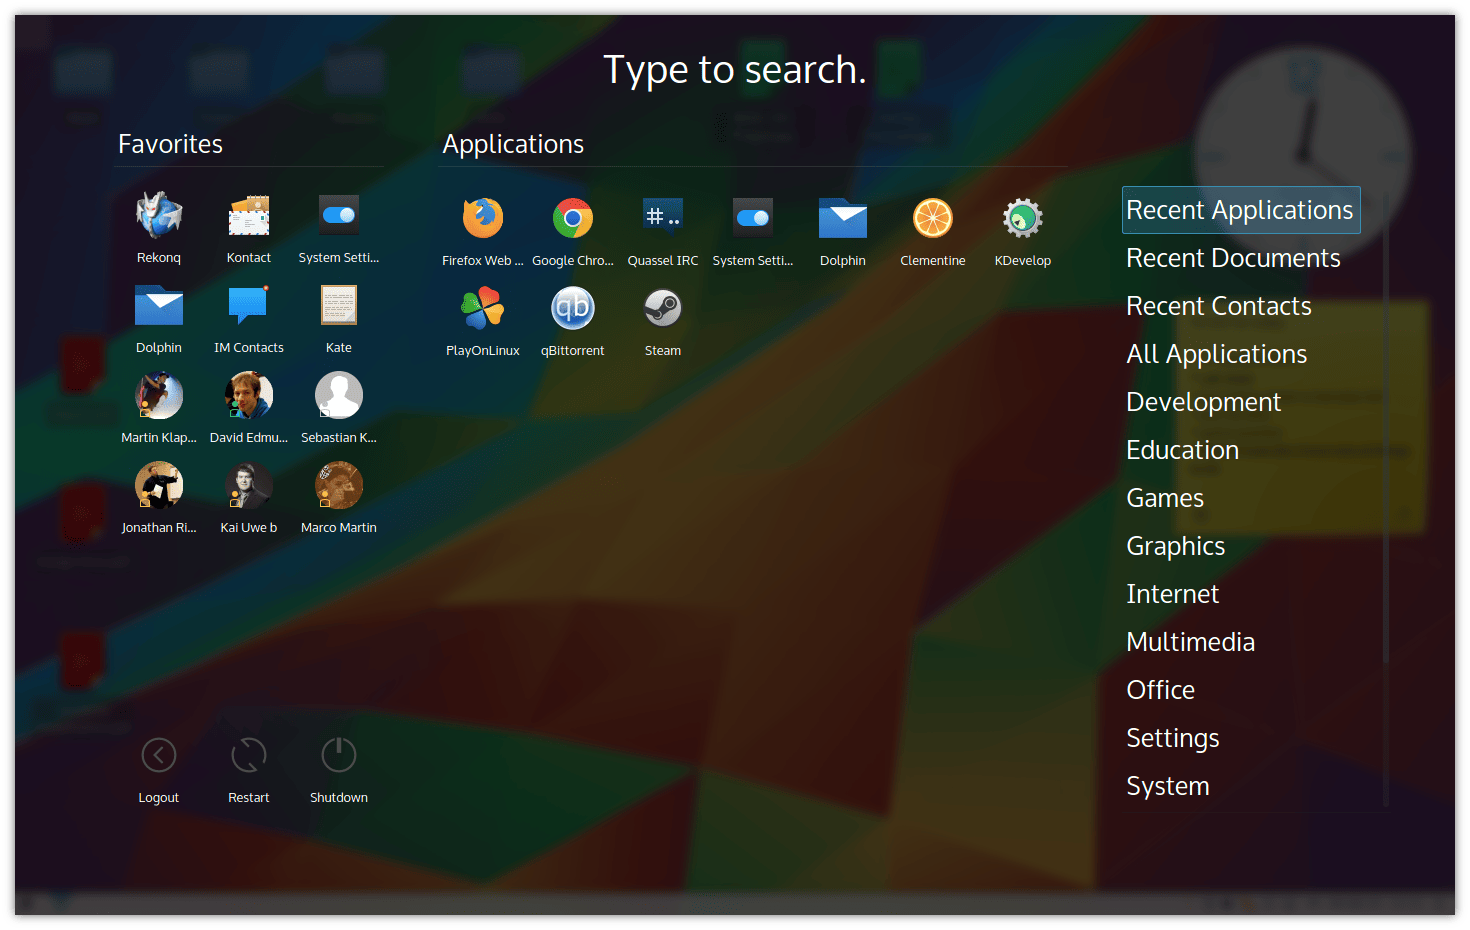 Type to search.
Favorites
Applications
Rekonq
Kontact
System Setti...
Dolphin
IM Contacts
Kate
Martin Klap...
David Edmu...
Sebastian K...
Jonathan Ri...
Kai Uwe b
Marco Martin
Firefox Web ...
Google Chro...
Quassel IRC
System Setti...
Dolphin
Clementine
KDevelop
PlayOnLinux
qb
qBittorrent
Steam
Recent Applications
Recent Documents
Recent Contacts
All Applications
Development
Education
Games
Graphics
Internet
Multimedia
Office
Settings
System
Logout
Restart
Shutdown